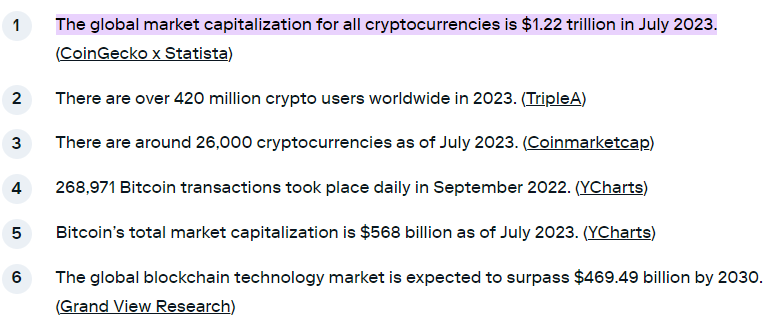 1 The global market capitalization for all cryptocurrencies is $1.22 trillion in July 2023.
(CoinGecko x Statista)
2 There are over 420 million crypto users worldwide in 2023. (TripleA)
3 There are around 26,000 cryptocurrencies as of July 2023. (Coinmarketcap)
4 268,971 Bitcoin transactions took place daily in September 2022. (YCharts)
5 Bitcoin’s total market capitalization is $568 billion as of July 2023. (YCharts)
6 The global blockchain technology market is expected to surpass $469.49 billion by 2030.
(Grand View Research)